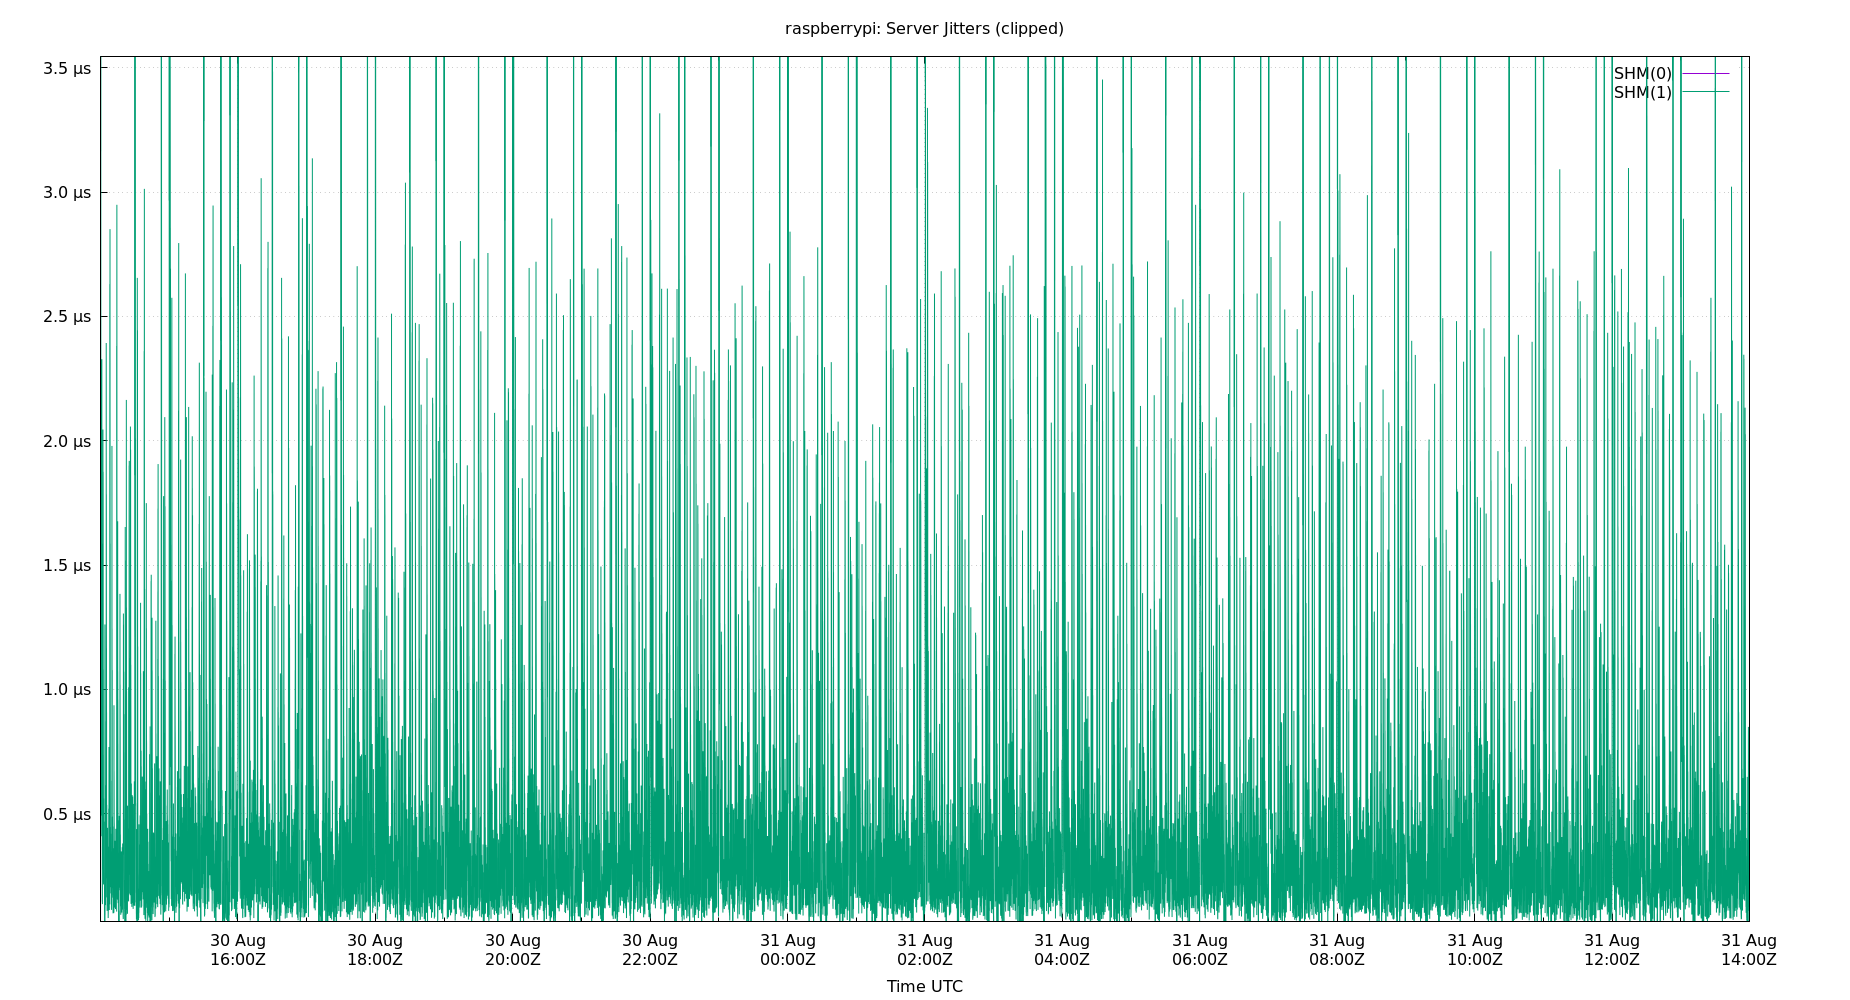 raspberrypi: Server Jitters (clipped)
3.5 µs
3.0 µs
2.5 µs
2.0 µs
1.5 µs
1.0 µs
0.5 µs
SHM(0)
SHM(1)
30 Aug 30 Aug 30 Aug 30 Aug 31 Aug 31 Aug 31 Aug 31 Aug 31 Aug 31 Aug 31 Aug 31 Aug
16:00Z 18:00Z 20:00Z 22:00Z 00:00Z 02:00Z 04:00Z 06:00Z 08:00Z 10:00Z 12:00Z 14:00Z
Time UTC